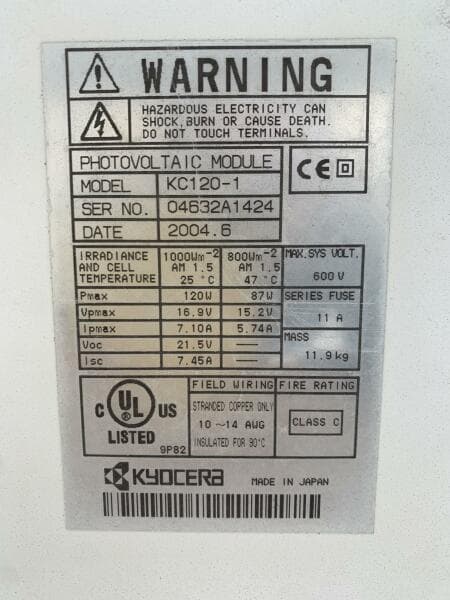 WARNING
HAZARDOUS ELECTRICITY CAN
SHOCK, BURN OR CAUSE DEATH.
DO NOT TOUCH TERMINALS.
PHOTOVOLTAIC MODULE
MODEL KC120-1
SER NO. 04632A1424
DATE 2004.6
CE
IRRADIANCE AND CELL TEMPERATURE 1000Wm-2 AM 1.5 25 °C 800Wm-2 AM 1.5 47 °C
Pmax 120W 87W
Vpmax 16.9V 15.2V
Ipmax 7.10A 5.74A
Voc 21.5V ——
Isc 7.45A ——
MAX. SYS VOLT.
600 V
SERIES FUSE
11 A
MASS
11.9kg
C UL US
LISTED
9P82
FIELD WIRING
STRANDED COPPER ONLY
10 ~14 AWG
INSULATED FOR 90°C
FIRE RATING
CLASS C
KYOCERA MADE IN JAPAN